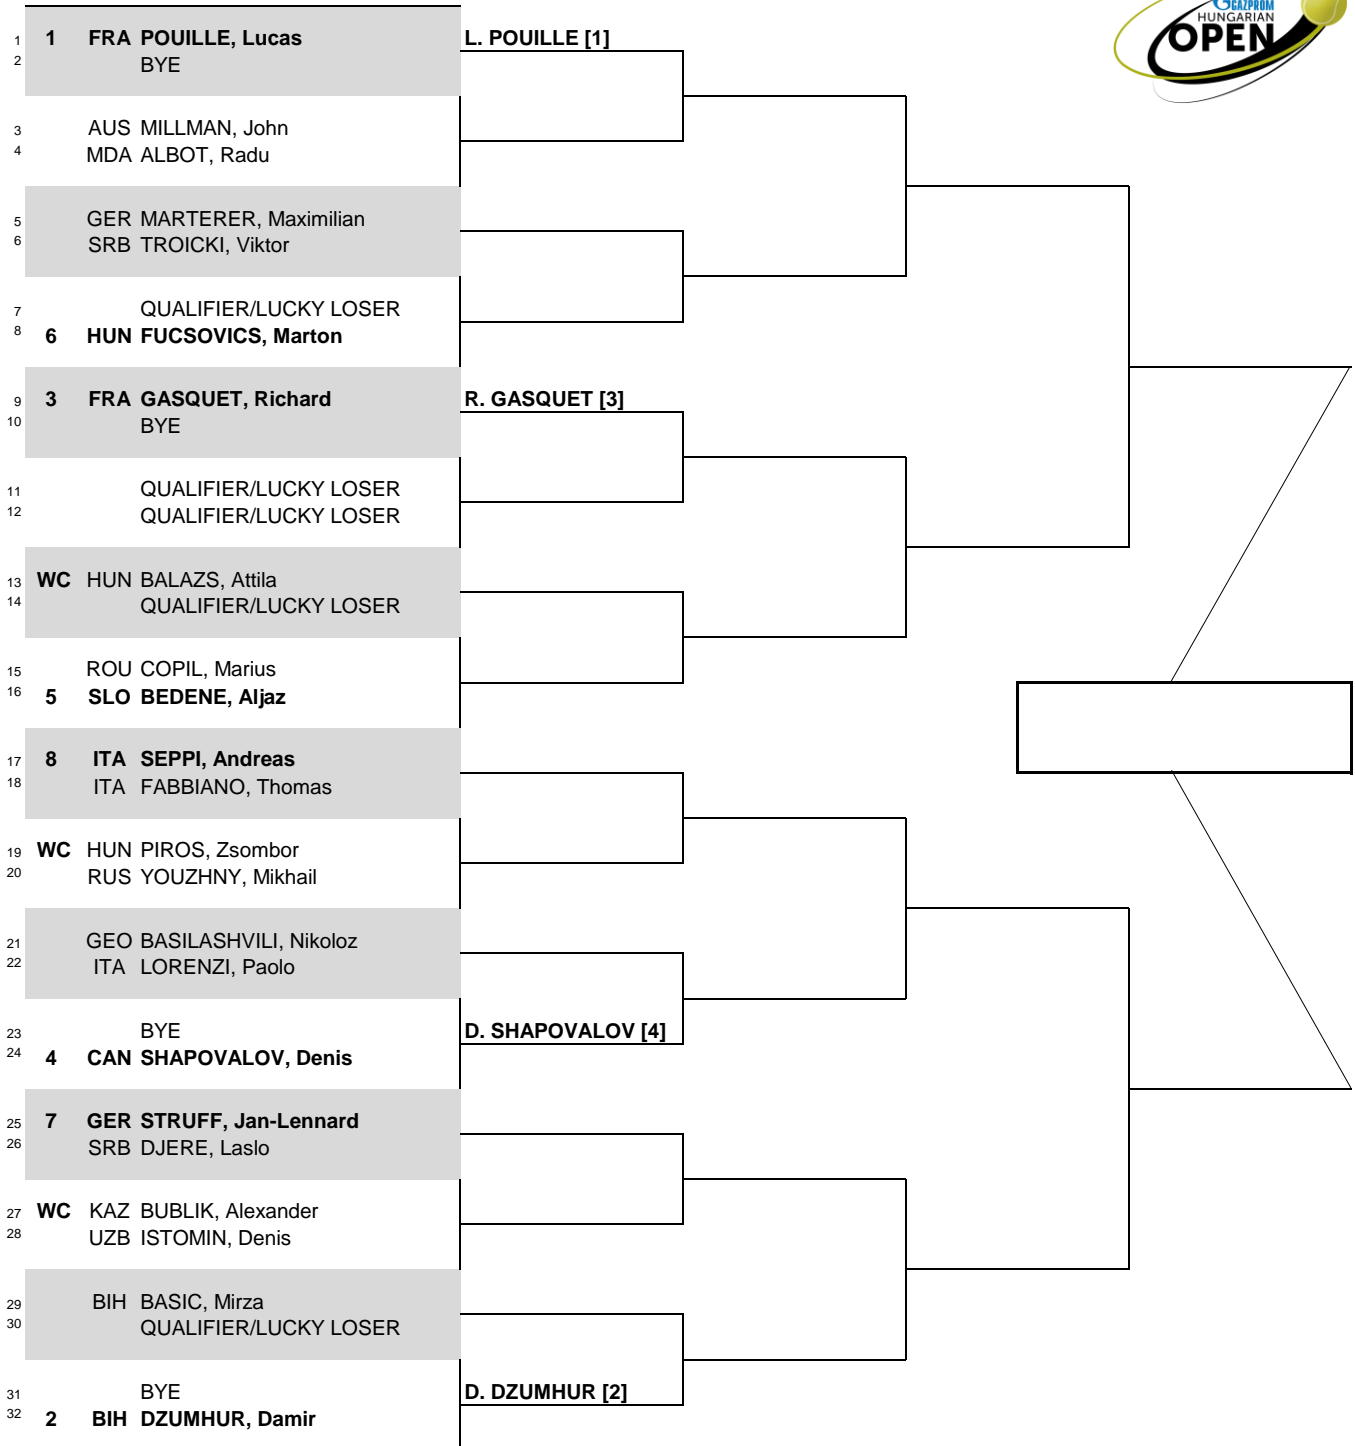 GAZPROM
HUNGARIAN
OPEN
1 1 FRA POUILLE, Lucas L. POUILLE [1]
2 BYE
3 AUS MILLMAN, John
4 MDA ALBOT, Radu
5 GER MARTERER, Maximilian
6 SRB TROICKI, Viktor
7 QUALIFIER/LUCKY LOSER
8 6 HUN FUCSOVICS, Marton
9 3 FRA GASQUET, Richard R. GASQUET [3]
10 BYE
11 QUALIFIER/LUCKY LOSER
12 QUALIFIER/LUCKY LOSER
13 WC HUN BALAZS, Attila
14 QUALIFIER/LUCKY LOSER
15 ROU COPIL, Marius
16 5 SLO BEDENE, Aljaz
17 8 ITA SEPPI, Andreas
18 ITA FABBIANO, Thomas
19 WC HUN PIROS, Zsombor
20 RUS YOUZHNY, Mikhail
21 GEO BASILASHVILI, Nikoloz
22 ITA LORENZI, Paolo
23 BYE D. SHAPOVALOV [4]
24 4 CAN SHAPOVALOV, Denis
25 7 GER STRUFF, Jan-Lennard
26 SRB DJERE, Laslo
27 WC KAZ BUBLIK, Alexander
28 UZB ISTOMIN, Denis
29 BIH BASIC, Mirza
30 QUALIFIER/LUCKY LOSER
31 BYE D. DZUMHUR [2]
32 2 BIH DZUMHUR, Damir